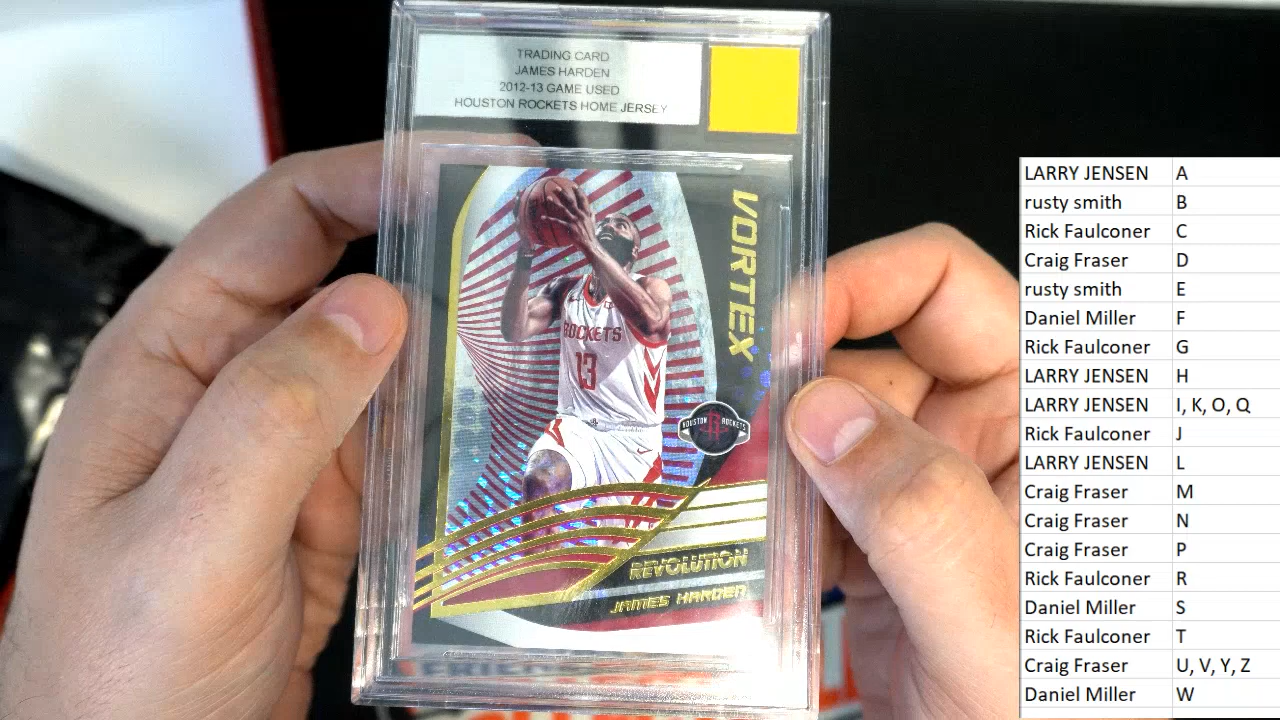 TRADING CARD
JAMES HARDEN
2012-13 GAME USED
HOUSTON ROCKETS HOME JERSEY
VORTEX
ROCKETS
13
HOUSTON ROCKETS
REVOLUTION
JAMES HARDEN
LARRY JENSEN A
rusty smith B
Rick Faulconer C
Craig Fraser D
rusty smith E
Daniel Miller F
Rick Faulconer G
LARRY JENSEN H
LARRY JENSEN I, K, O, Q
Rick Faulconer J
LARRY JENSEN L
Craig Fraser M
Craig Fraser N
Craig Fraser P
Rick Faulconer R
Daniel Miller S
Rick Faulconer T
Craig Fraser U, V, Y, Z
Daniel Miller W